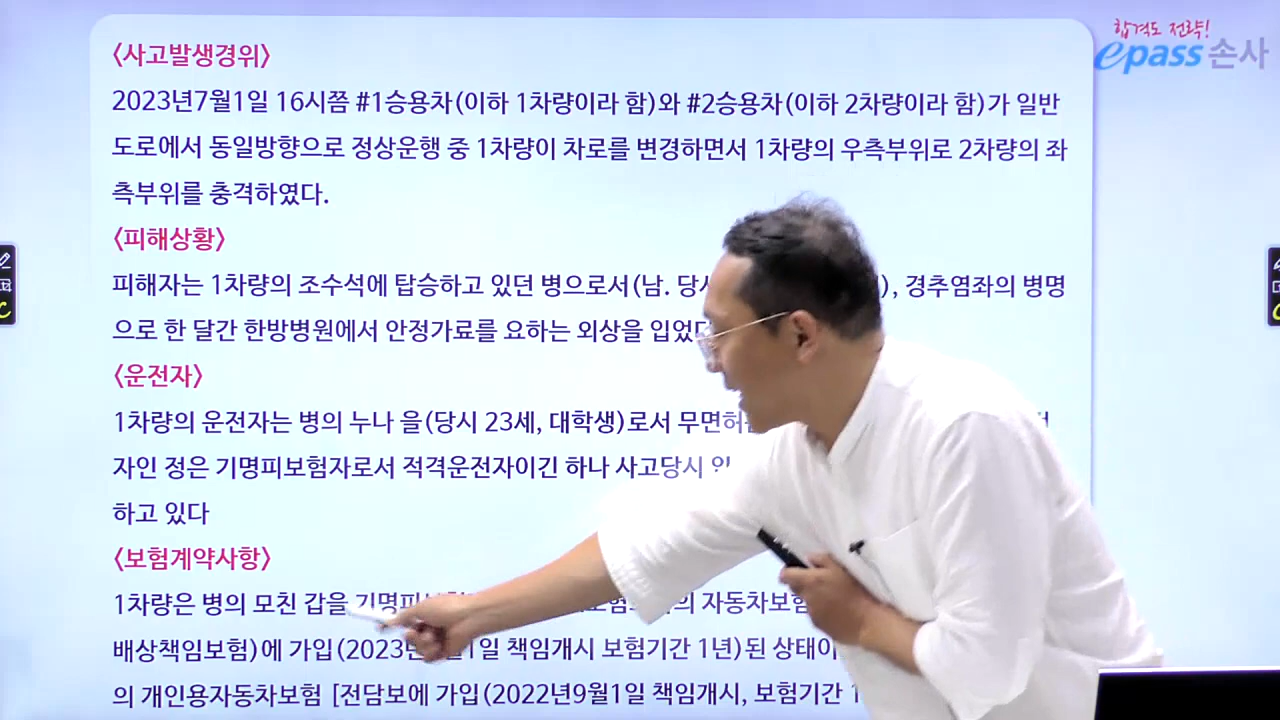 합격도 전략!
epass 손사
<사고발생경위>
2023년7월1일 16시쯤 #1승용차(이하 1차량이라 함)와 #2승용차(이하 2차량이라 함)가 일반
도로에서 동일방향으로 정상운행 중 1차량이 차로를 변경하면서 1차량의 우측부위로 2차량의 좌
측부위를 충격하였다.
<피해상황>
피해자는 1차량의 조수석에 탑승하고 있던 병으로서(남. 당시 ), 경추염좌의 병명
으로 한 달간 한방병원에서 안정가료를 요하는 외상을 입었다
<운전자>
1차량의 운전자는 병의 누나 을(당시 23세, 대학생)로서 무면허
자인 정은 기명피보험자로서 적격운전자이긴 하나 사고당시
하고 있다
<보험계약사항>
1차량은 병의 모친 갑을 기명피보험 의 자동차보험
배상책임보험)에 가입(2023년 1일 책임개시 보험기간 1년)된 상태이
의 개인용자동차보험 [전담보에 가입(2022년9월1일 책임개시, 보험기간 1